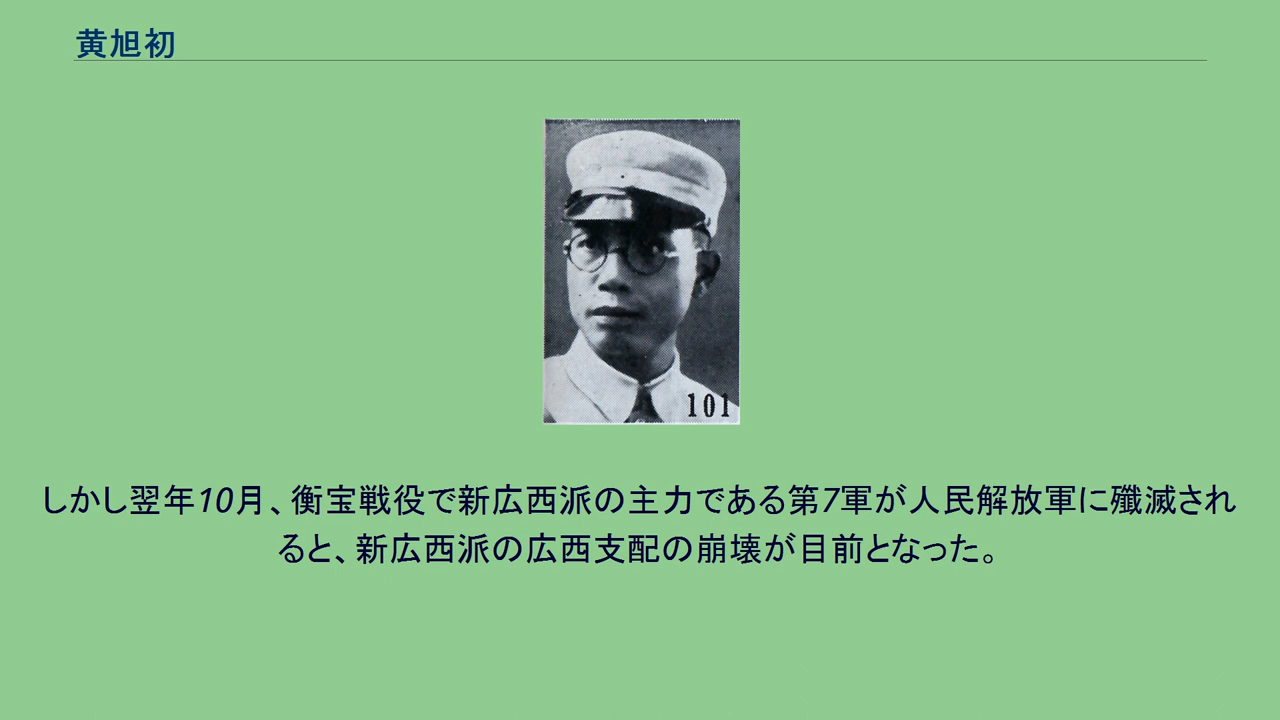 黄旭初
101
しかし翌年10月、衡宝戦役で新広西派の主力である第7軍が人民解放軍に殲滅され
ると、新広西派の広西支配の崩壊が目前となった。